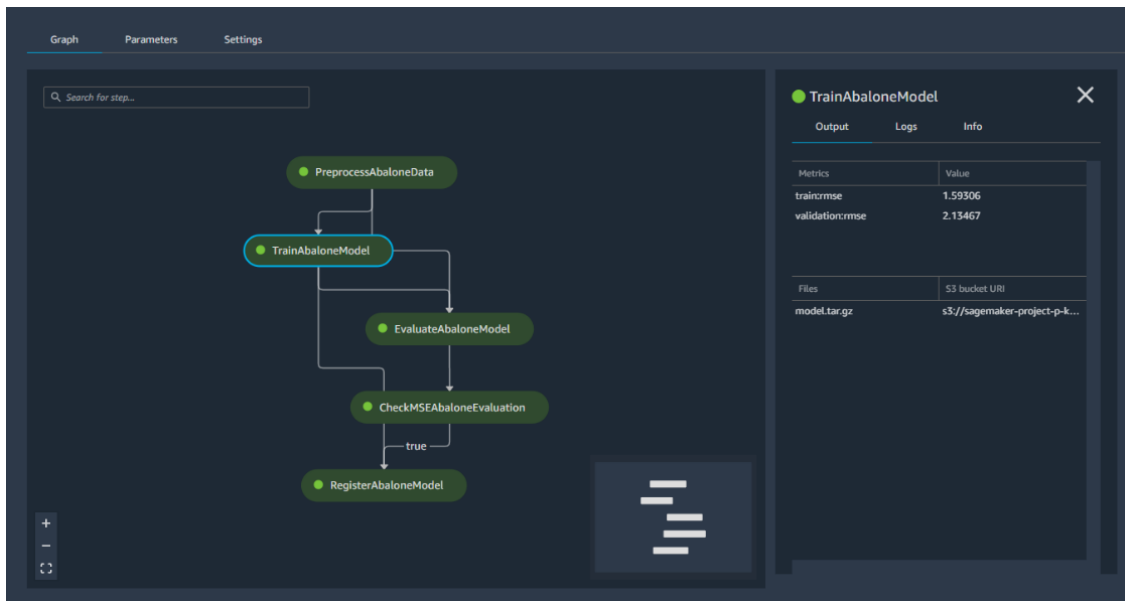 Graph Parameters Settings
Search for step...
PreprocessAbaloneData
TrainAbaloneModel
EvaluateAbaloneModel
CheckMSEAbaloneEvaluation
true
RegisterAbaloneModel
+
−
TrainAbaloneModel
Output Logs Info
Metrics Value
train:rmse 1.59306
validation:rmse 2.13467
Files S3 bucket URI
model.tar.gz s3://sagemaker-project-p-k...